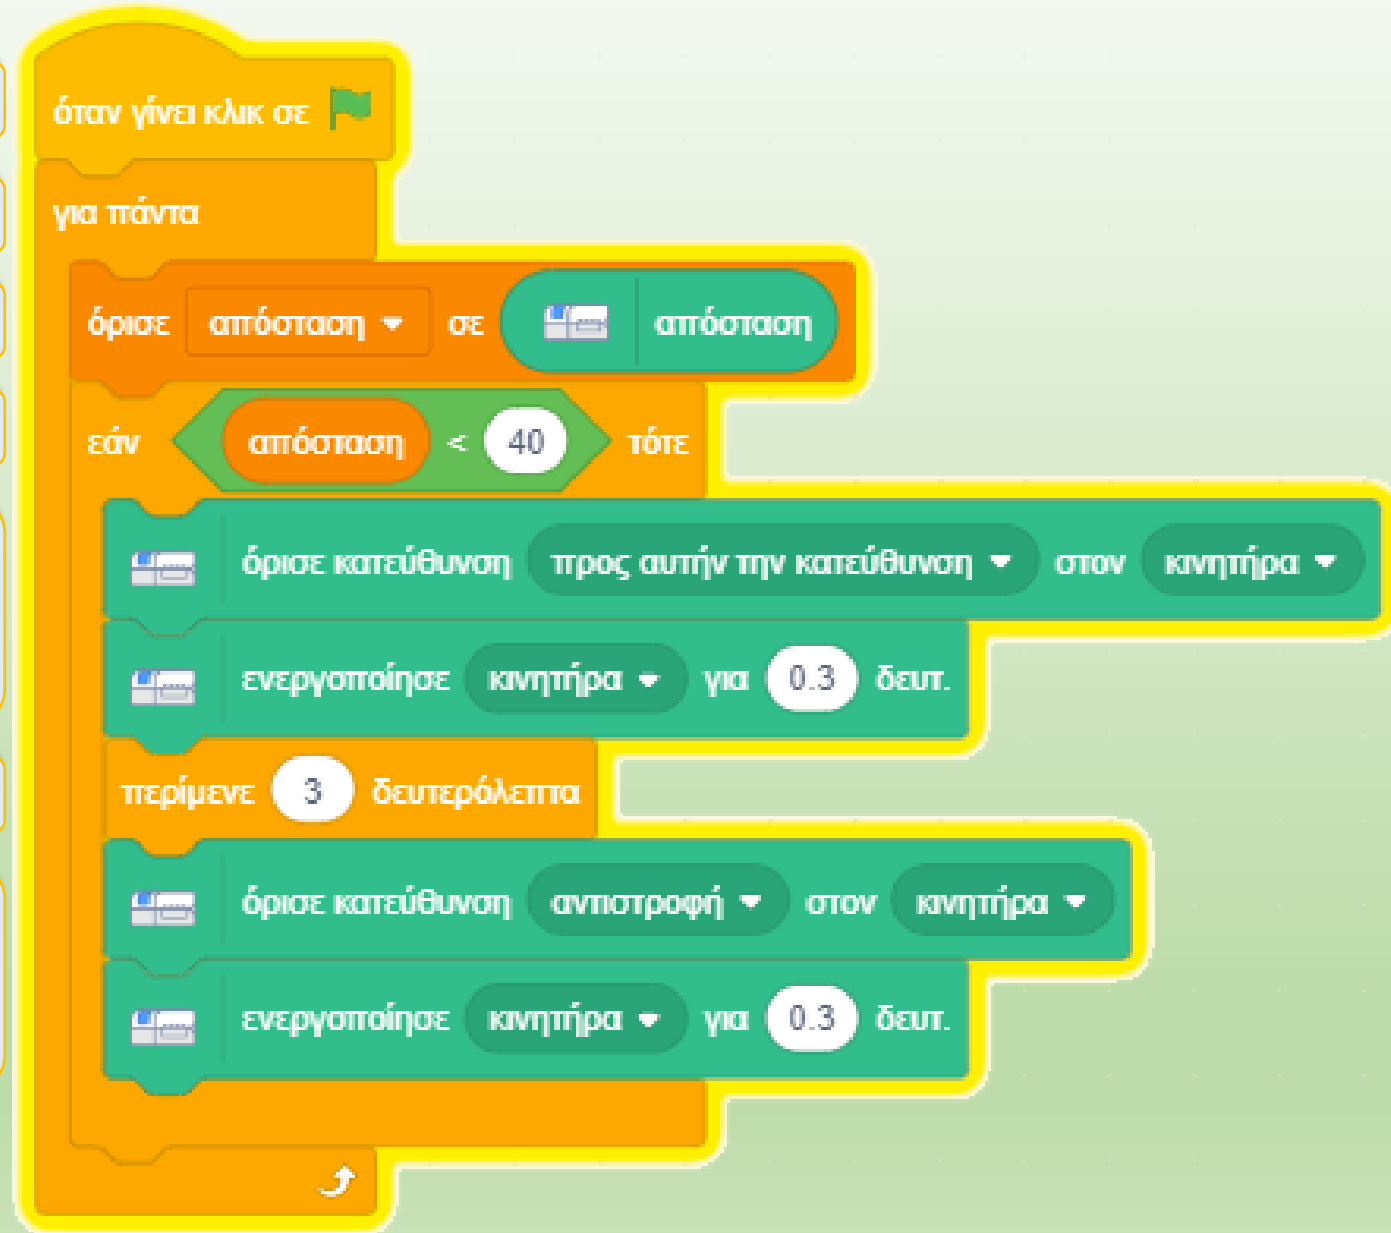 όταν γίνει κλικ σε
για πάντα
όρισε απόσταση σε απόσταση
εάν απόσταση < 40 τότε
όρισε κατεύθυνση προς αυτήν την κατεύθυνση στον κινητήρα
ενεργοποίησε κινητήρα για 0.3 δευτ.
περίμενε 3 δευτερόλεπτα
όρισε κατεύθυνση αντιστροφή στον κινητήρα
ενεργοποίησε κινητήρα για 0.3 δευτ.